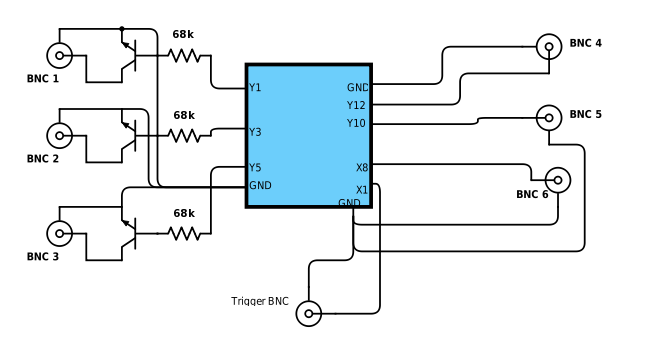 68k
BNC 1
BNC 4
Y1
GND
Y12
68k
BNC 5
Y10
Y3
BNC 2
Y5
X8
GND
X1
BNC 6
GND
68k
BNC 3
Trigger BNC